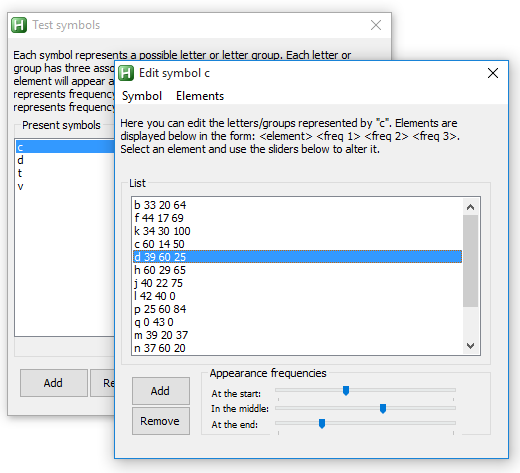 Test symbols
Each symbol represents a possible letter or letter group. Each letter or
group has three asso
element will appear a
represents frequency
represents frequency
Present symbols
c
d
t
v
Add
Re
Edit symbol c
Symbol Elements
Here you can edit the letters/groups represented by "c". Elements are
displayed below in the form: <element> <freq 1> <freq 2> <freq 3>.
Select an element and use the sliders below to alter it.
List
b 33 20 64
f 44 17 69
k 34 30 100
c 60 14 50
d 39 60 25
h 60 29 65
j 40 22 75
l 42 40 0
p 25 60 84
q 0 43 0
m 39 20 37
n 37 60 20
Add
Remove
Appearance frequencies
At the start:
In the middle:
At the end: